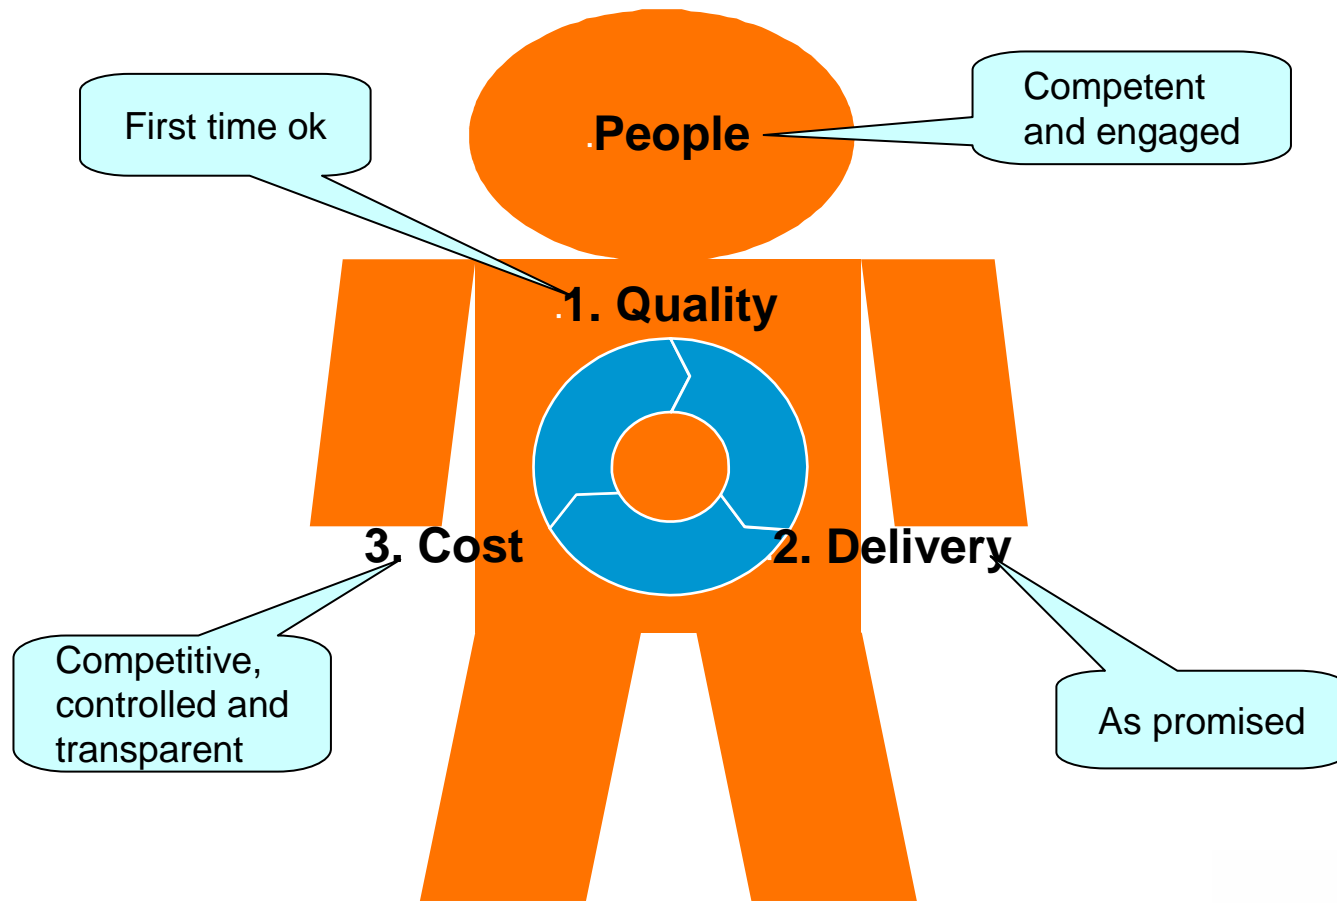 First time ok
People
Competent
and engaged
1. Quality
3. Cost
2. Delivery
Competitive,
controlled and
transparent
As promised